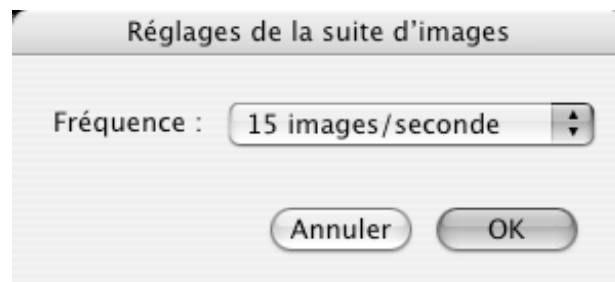 Réglages de la suite d’images
Fréquence : 15 images/seconde
Annuler OK